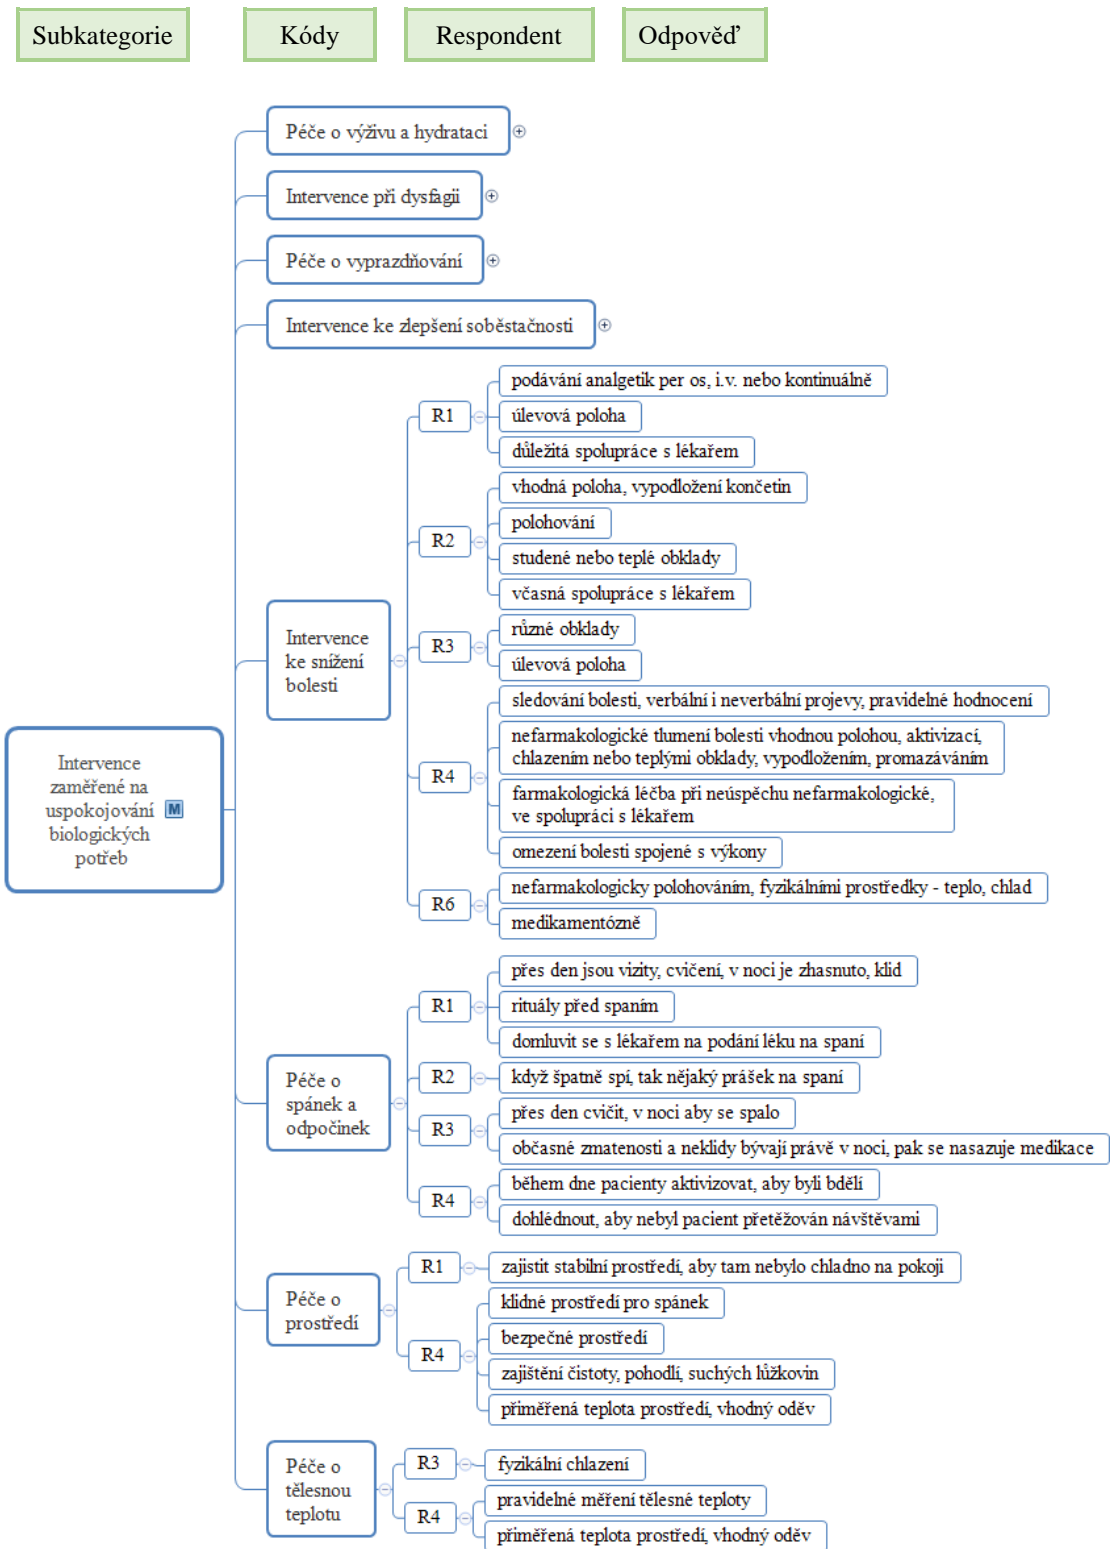 Subkategorie
Kódy
Respondent
Odpověď
Péče o výživu a hydrataci
Intervence při dysfagii
Péče o vyprazdňování
Intervence ke zlepšení soběstačnosti
Intervence
zaměřené na
uspokojování
biologických
potřeb
M
Intervence
ke snížení
bolesti
R1
podávání analgetik per os, i.v. nebo kontinuálně
úlevová poloha
důležitá spolupráce s lékařem
R2
vhodná poloha, vypodložení končetin
polohování
studené nebo teplé obklady
včasná spolupráce s lékařem
R3
různé obklady
úlevová poloha
R4
sledování bolesti, verbální i neverbální projevy, pravidelné hodnocení
nefarmakologické tlumení bolesti vhodnou polohou, aktivizací,
chlazením nebo teplými obklady, vypodložením, promazáváním
farmakologická léčba při neúspěchu nefarmakologické,
ve spolupráci s lékařem
omezení bolesti spojené s výkony
R6
nefarmakologicky polohováním, fyzikálními prostředky - teplo, chlad
medikamentózně
Péče o
spánek a
odpočinek
R1
přes den jsou vizity, cvičení, v noci je zhasnuto, klid
rituály před spaním
domluvit se s lékařem na podání léku na spaní
R2
když špatně spí, tak nějaký prášek na spaní
R3
přes den cvičit, v noci aby se spalo
občasné zmatenosti a neklidy bývají právě v noci, pak se nasazuje medikace
R4
během dne pacienty aktivizovat, aby byli bdělí
dohlédnout, aby nebyl pacient přetěžován návštěvami
Péče o
prostředí
R1
zajistit stabilní prostředí, aby tam nebylo chladno na pokoji
R4
klidné prostředí pro spánek
bezpečné prostředí
zajištění čistoty, pohodlí, suchých lůžkovin
přiměřená teplota prostředí, vhodný oděv
Péče o
tělesnou
teplotu
R3
fyzikální chlazení
R4
pravidelné měření tělesné teploty
přiměřená teplota prostředí, vhodný oděv